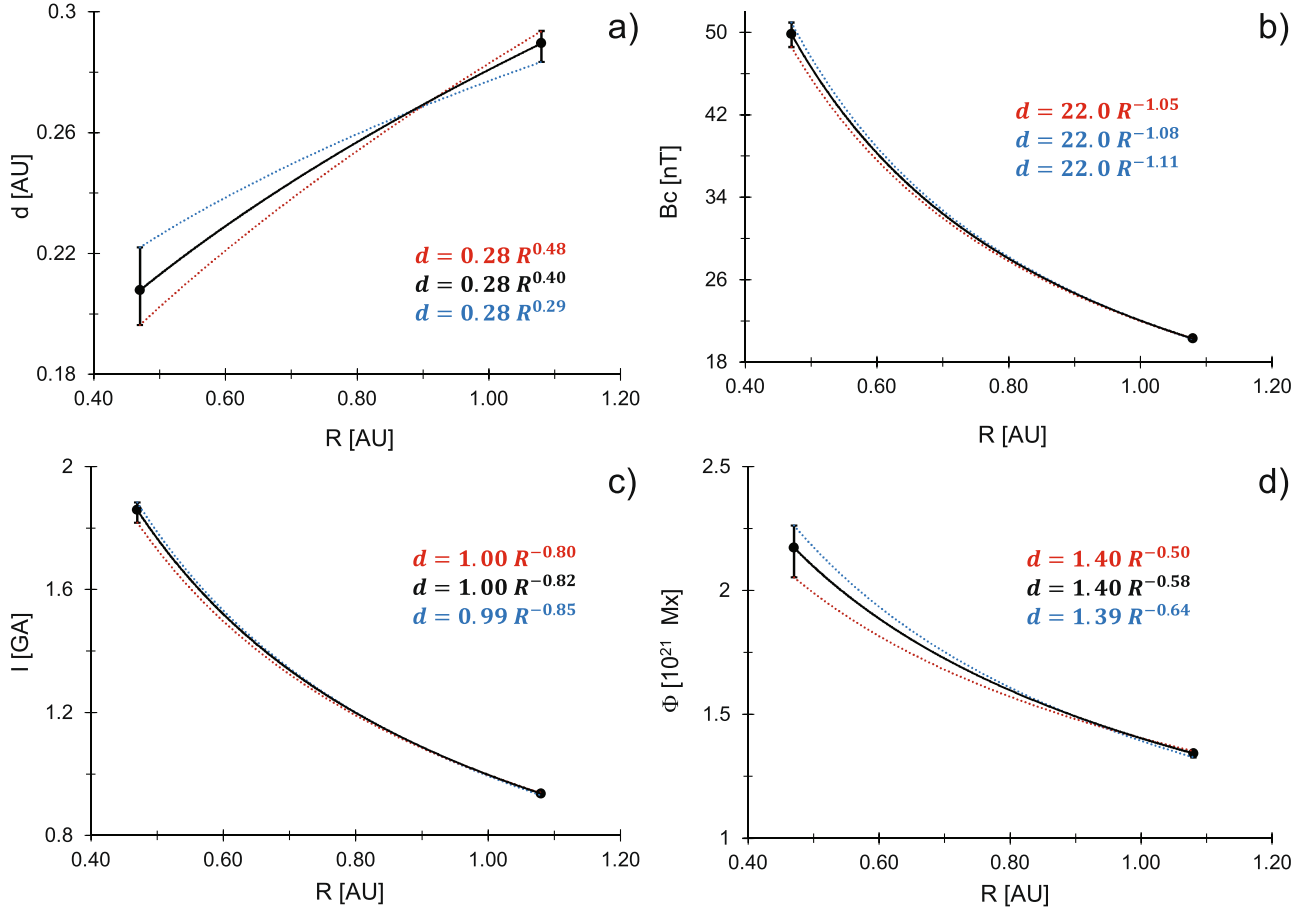 a)
0.3
0.26
0.22
0.18
d [AU]
d = 0.28 R^0.48
d = 0.28 R^0.40
d = 0.28 R^0.29
0.40 0.60 0.80 1.00 1.20
R [AU]
b)
50
42
34
26
18
Bc [nT]
d = 22.0 R^−1.05
d = 22.0 R^−1.08
d = 22.0 R^−1.11
0.40 0.60 0.80 1.00 1.20
R [AU]
c)
2
1.6
1.2
0.8
I [GA]
d = 1.00 R^−0.80
d = 1.00 R^−0.82
d = 0.99 R^−0.85
0.40 0.60 0.80 1.00 1.20
R [AU]
d)
2.5
2
1.5
1
Φ [10^21 Mx]
d = 1.40 R^−0.50
d = 1.40 R^−0.58
d = 1.39 R^−0.64
0.40 0.60 0.80 1.00 1.20
R [AU]